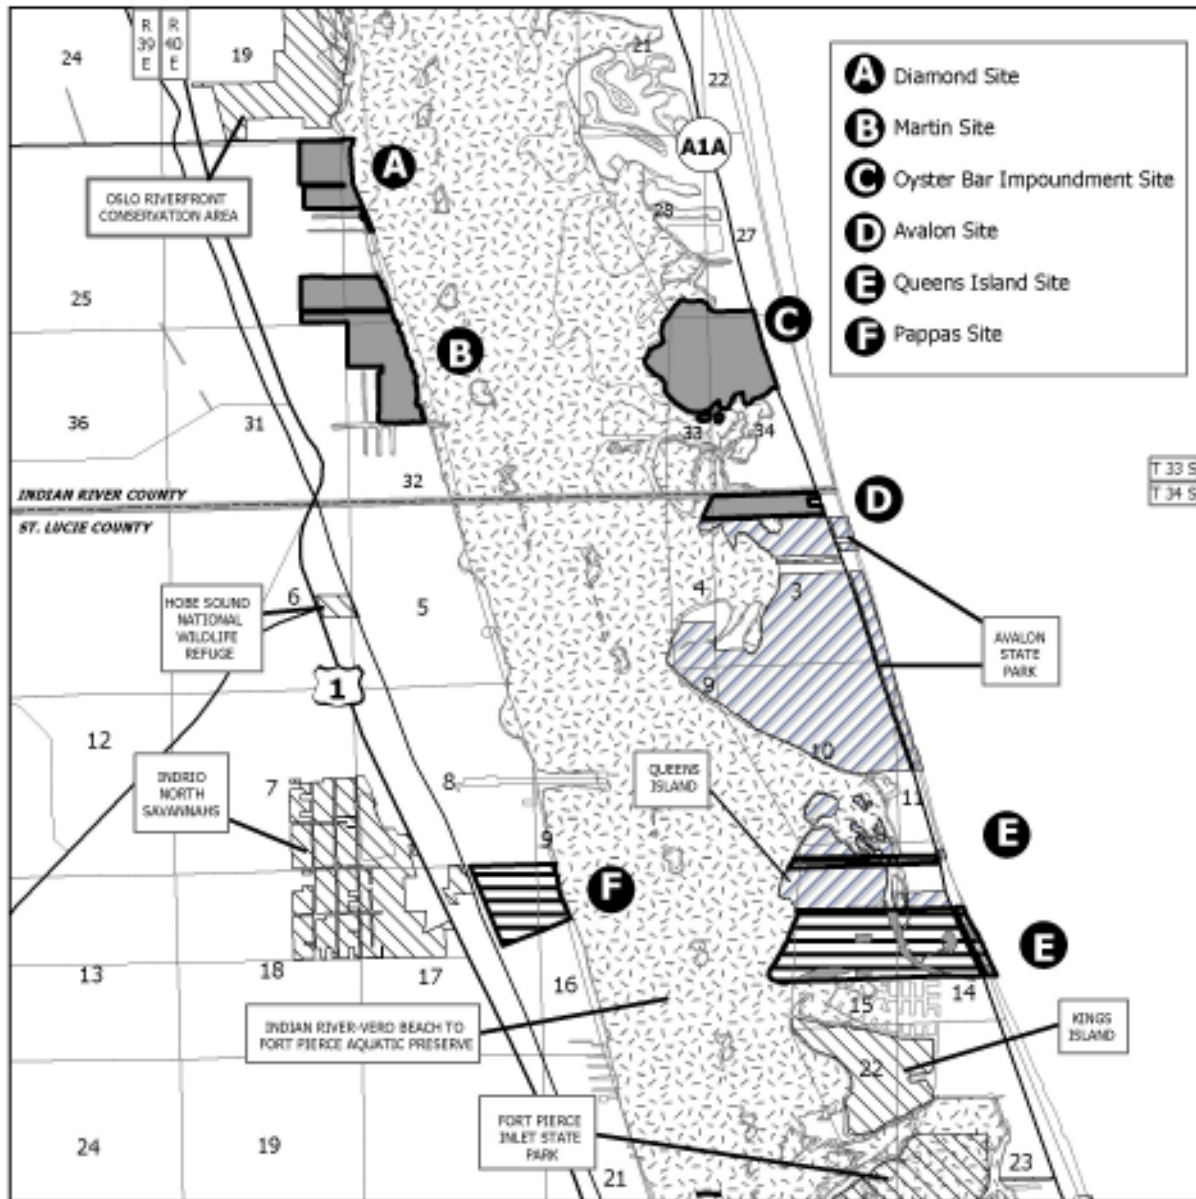 R
39
E
R
40
E
24
19
21
22
A1A
A Diamond Site
B Martin Site
C Oyster Bar Impoundment Site
D Avalon Site
E Queens Island Site
F Pappas Site
A
OSLO RIVERFRONT
CONSERVATION AREA
28
27
25
B
C
36
31
33
34
32
T 33 S
T 34 S
INDIAN RIVER COUNTY
ST. LUCIE COUNTY
D
HOBE SOUND
NATIONAL
WILDLIFE
REFUGE
6
5
4
3
AVALON
STATE
PARK
1
9
12
10
INDRIO
NORTH
SAVANNAHS
7
8
QUEENS
ISLAND
11
9
E
F
E
13
18
17
16
15
14
INDIAN RIVER-VERO BEACH TO
FORT PIERCE AQUATIC PRESERVE
KINGS
ISLAND
22
FORT PIERCE
INLET STATE
PARK
24
19
21
23